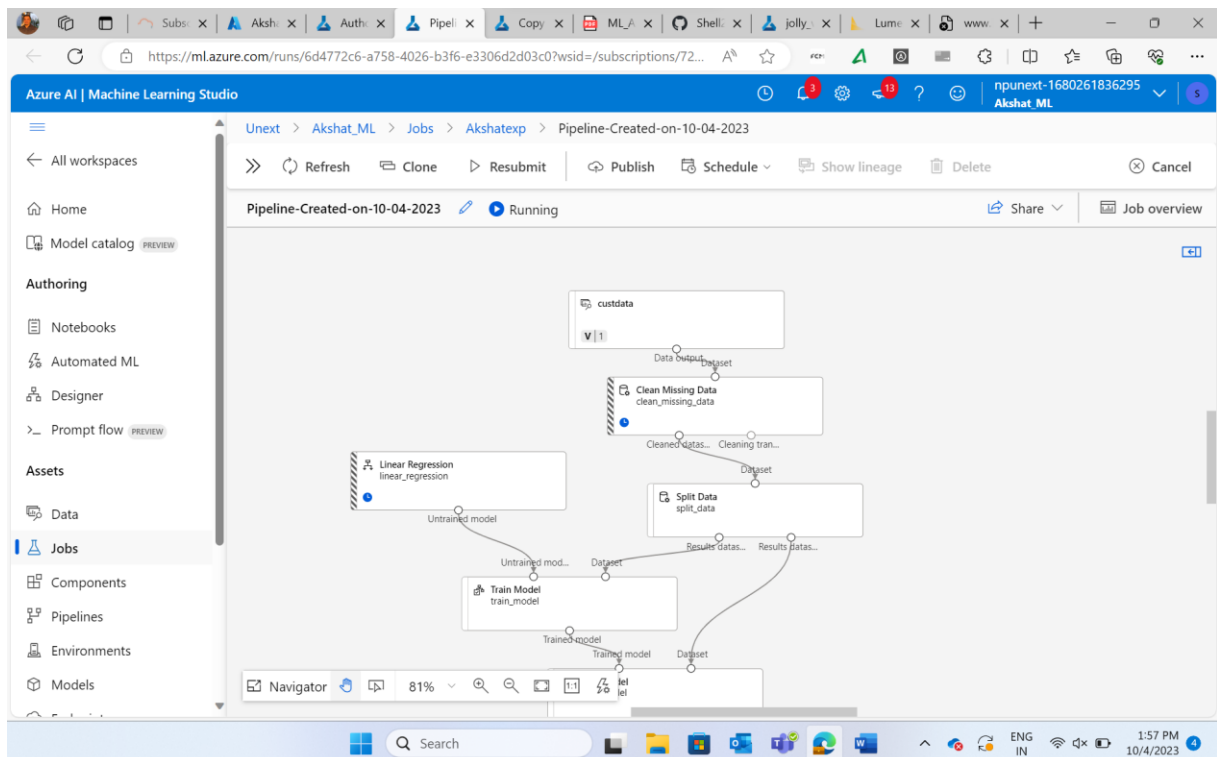 Subsc
Aksha
Autho
Pipeli
Copy
ML_A
Shell
jolly_
Lume
www.
https://ml.azure.com/runs/6d4772c6-a758-4026-b3f6-e3306d2d03c0?wsid=/subscriptions/72...
Azure AI | Machine Learning Studio
3
13
npunext-1680261836295
Akshat_ML
S
Unext > Akshat_ML > Jobs > Akshatexp > Pipeline-Created-on-10-04-2023
All workspaces
Refresh Clone Resubmit Publish Schedule Show lineage Delete Cancel
Home
Pipeline-Created-on-10-04-2023 Running Share Job overview
Model catalog PREVIEW
Authoring
Notebooks
Automated ML
Designer
Prompt flow PREVIEW
Assets
Data
Jobs
Components
Pipelines
Environments
Models
custdata
V | 1
Data output
Dataset
Clean Missing Data
clean_missing_data
Cleaned datas... Cleaning tran...
Linear Regression
linear_regression
Untrained model
Dataset
Split Data
split_data
Results datas... Results datas...
Untrained mod... Dataset
Train Model
train_model
Trained model
Trained model Dataset
Navigator 81% 1:1
Search
ENG
IN
1:57 PM
10/4/2023
4